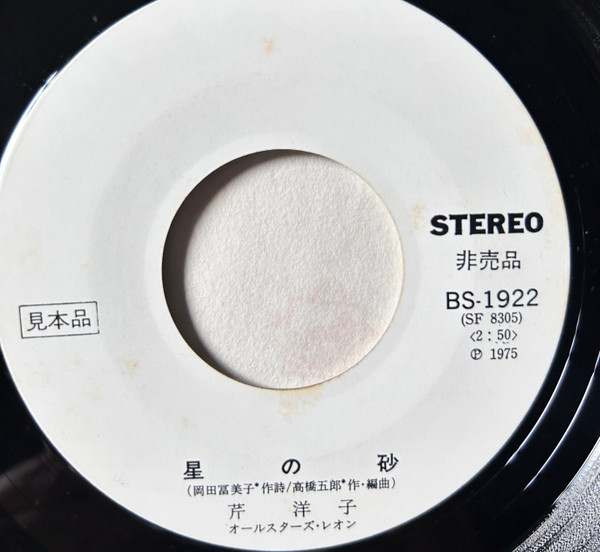 STEREO
非売品
BS-1922
(SF 8305)
〈2:50〉
Ⓟ 1975
見本品
星の砂
(岡田冨美子*作詩/高橋五郎*作・編曲)
芹洋子
オールスターズ・レオン